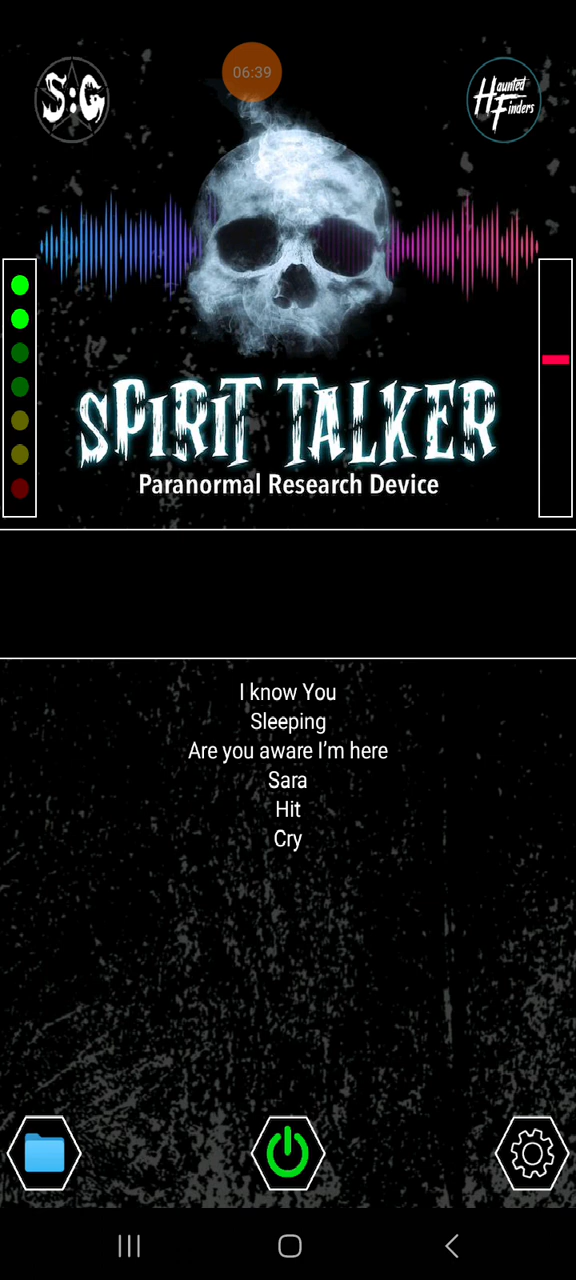 06:39
S:G
Haunted
Finders
SPIRIT TALKER
Paranormal Research Device
I know You
Sleeping
Are you aware I'm here
Sara
Hit
Cry